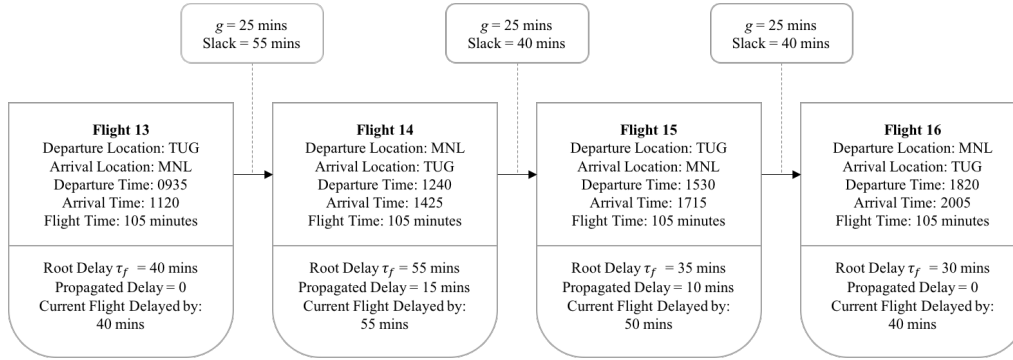 g = 25 mins
Slack = 55 mins
g = 25 mins
Slack = 40 mins
g = 25 mins
Slack = 40 mins
Flight 13
Departure Location: TUG
Arrival Location: MNL
Departure Time: 0935
Arrival Time: 1120
Flight Time: 105 minutes
Root Delay τf = 40 mins
Propagated Delay = 0
Current Flight Delayed by:
40 mins
Flight 14
Departure Location: MNL
Arrival Location: TUG
Departure Time: 1240
Arrival Time: 1425
Flight Time: 105 minutes
Root Delay τf = 55 mins
Propagated Delay = 15 mins
Current Flight Delayed by:
55 mins
Flight 15
Departure Location: TUG
Arrival Location: MNL
Departure Time: 1530
Arrival Time: 1715
Flight Time: 105 minutes
Root Delay τf = 35 mins
Propagated Delay = 10 mins
Current Flight Delayed by:
50 mins
Flight 16
Departure Location: MNL
Arrival Location: TUG
Departure Time: 1820
Arrival Time: 2005
Flight Time: 105 minutes
Root Delay τf = 30 mins
Propagated Delay = 0
Current Flight Delayed by:
40 mins